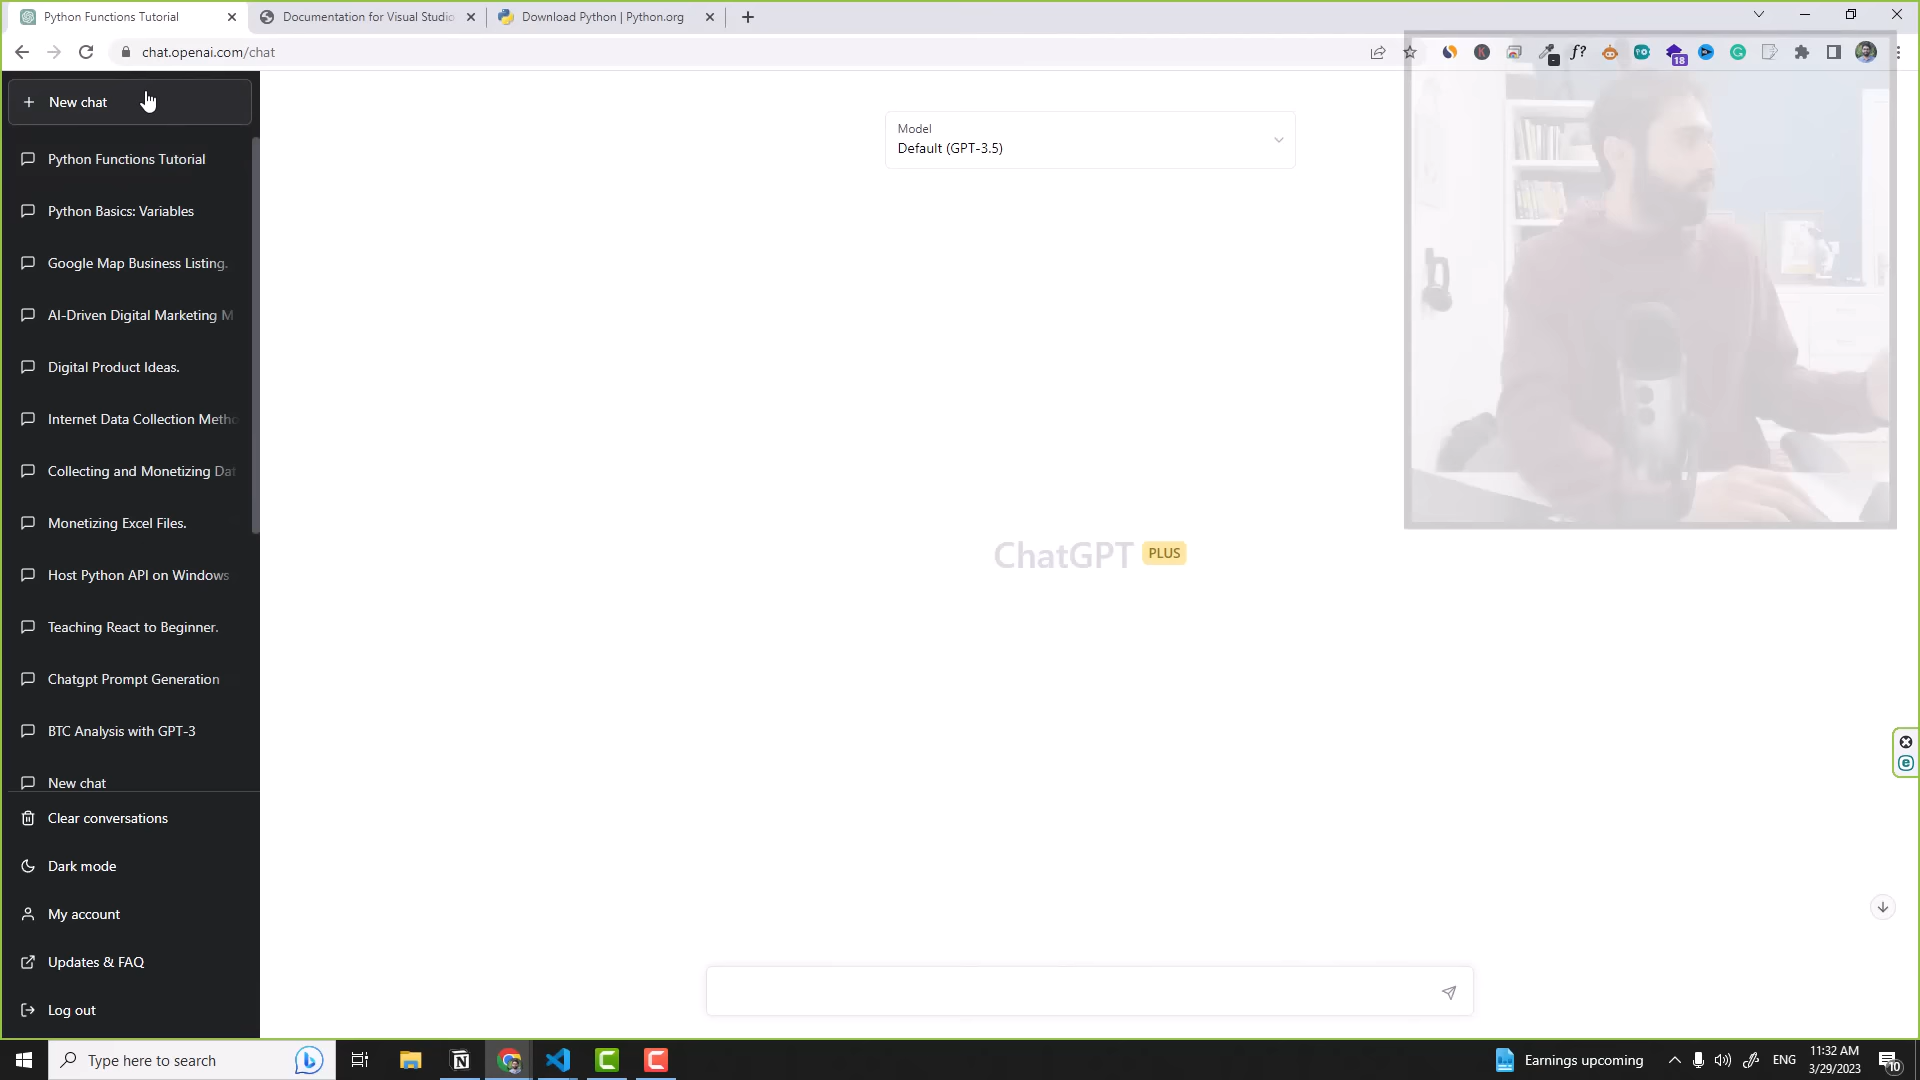 Python Functions Tutorial
Documentation for Visual Studio
Download Python | Python.org
chat.openai.com/chat
18
New chat
Python Functions Tutorial
Python Basics: Variables
Google Map Business Listing.
AI-Driven Digital Marketing M
Digital Product Ideas.
Internet Data Collection Metho
Collecting and Monetizing Dat
Monetizing Excel Files.
Host Python API on Windows
Teaching React to Beginner.
Chatgpt Prompt Generation
BTC Analysis with GPT-3
New chat
Clear conversations
Dark mode
My account
Updates & FAQ
Log out
Model
Default (GPT-3.5)
ChatGPT PLUS
Type here to search
Earnings upcoming
ENG
11:32 AM
3/29/2023
10